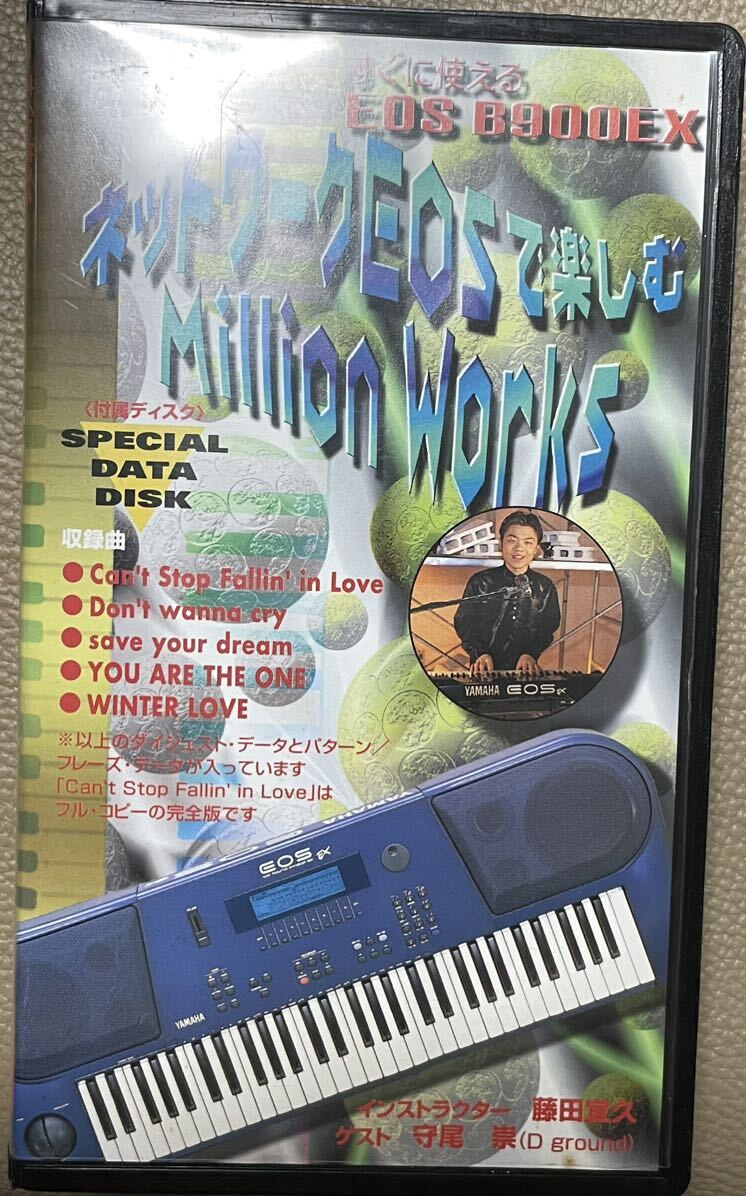 すぐに使える
EOS B900EX
ネットワークEOSで楽しむ
Million Works
〈付属ディスク〉
SPECIAL
DATA
DISK
収録曲
● Can't Stop Fallin' in Love
● Don't wanna cry
● save your dream
● YOU ARE THE ONE
● WINTER LOVE
※以上のダイジェスト・データとパターン／
フレーズ・データが入っています
「Can't Stop Fallin' in Love」は
フル・コピーの完全版です
YAMAHA EOS EX
EOS EX
YAMAHA
インストラクター 藤田宣久
ゲスト 守尾 崇(D ground)